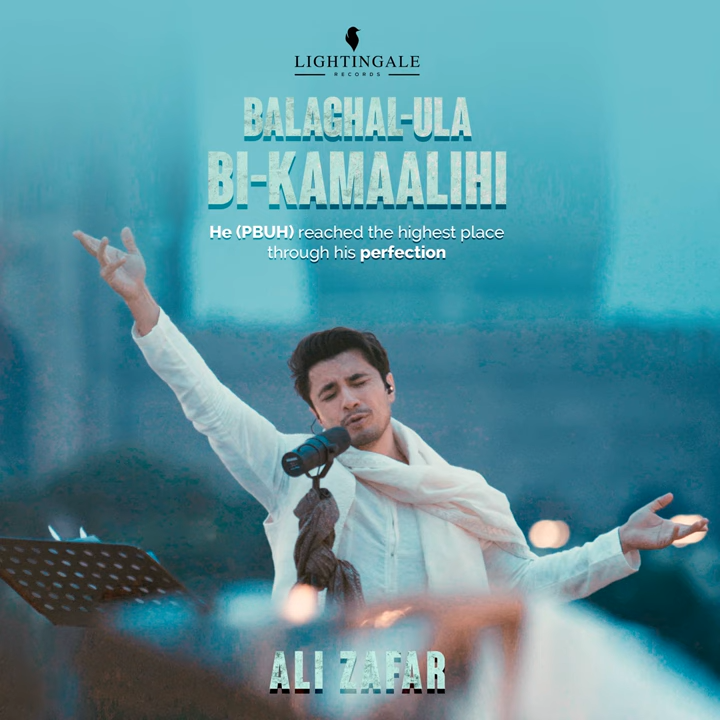 LIGHTINGALE
RECORDS
BALAGHAL-ULA
BI-KAMAALIHI
He (PBUH) reached the highest place
through his perfection
ALI ZAFAR